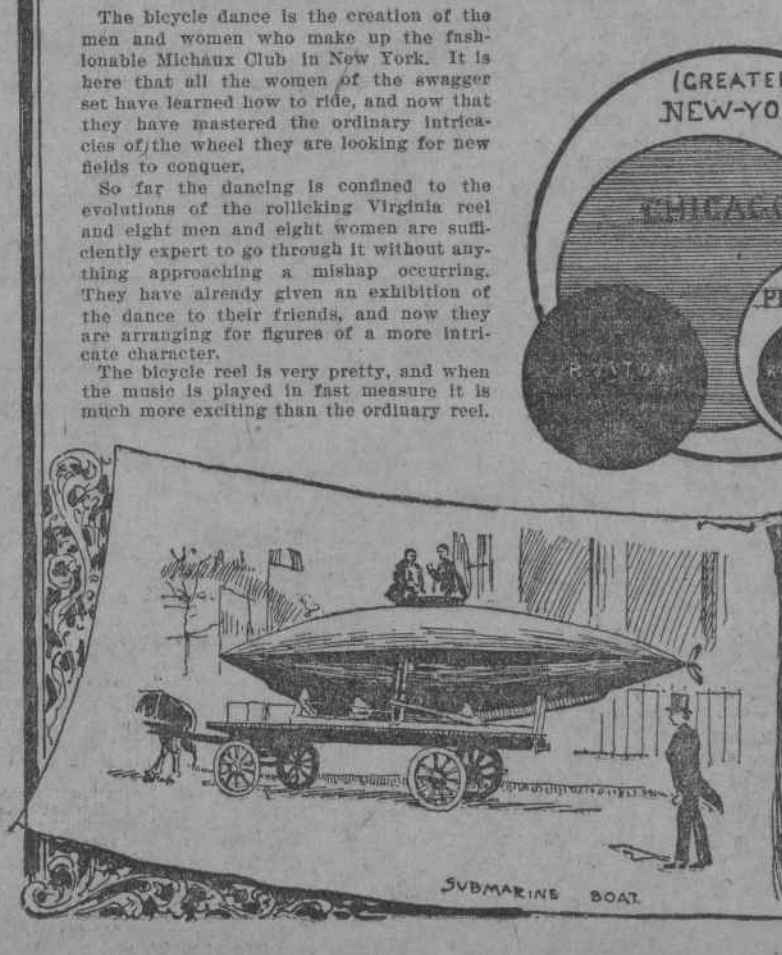 The bicycle dance is the creation of the
men and women who make up the fash-
ionable Michaux Club in New York. It is
here that all the women of the swagger
set have learned how to ride, and now that
they have mastered the ordinary intrica-
cies of the wheel they are looking for new
fields to conquer.
So far the dancing is confined to the
evolutions of the rollicking Virginia reel
and eight men and eight women are suffi-
ciently expert to go through it without any-
thing approaching a mishap occurring.
They have already given an exhibition of
the dance to their friends, and now they
are arranging for figures of a more intri-
cate character.
The bicycle reel is very pretty, and when
the music is played in fast measure it is
much more exciting than the ordinary reel.
(GREATE
NEW-YO
CHICAGO
BOSTON
SUBMARINE BOAT